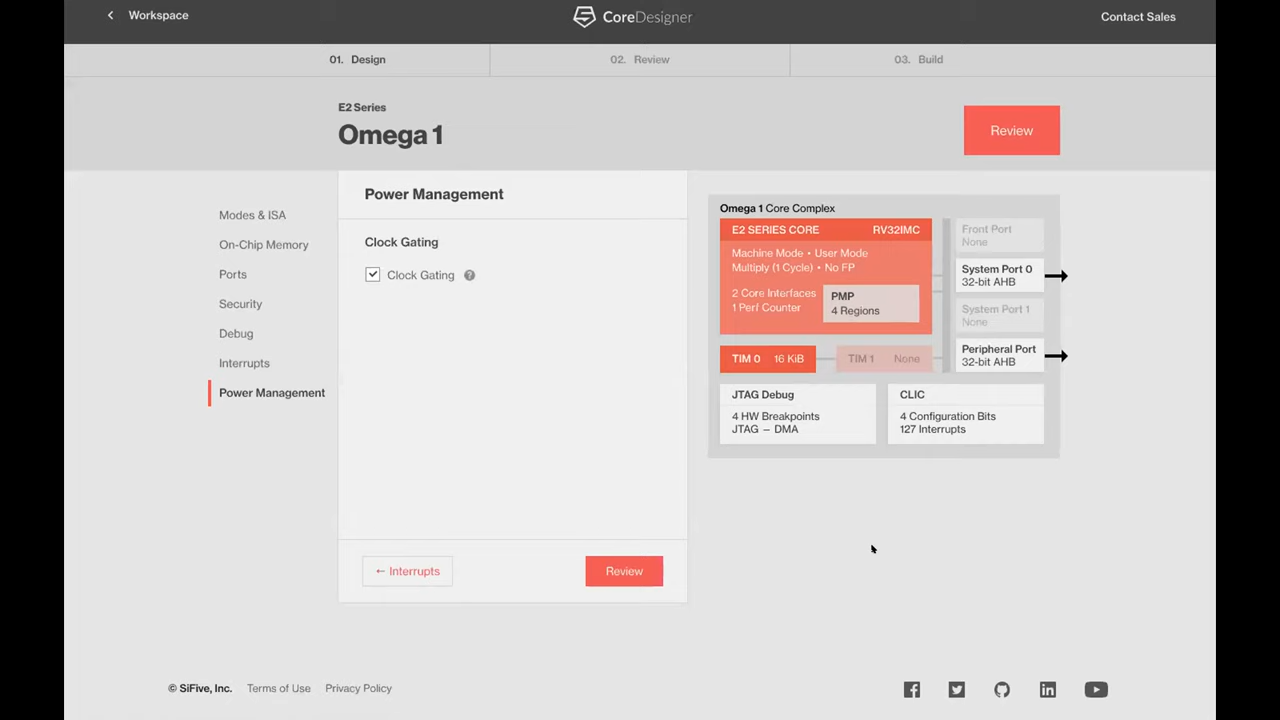 Workspace
CoreDesigner
Contact Sales
01. Design
02. Review
03. Build
E2 Series
Omega 1
Review
Modes & ISA
On-Chip Memory
Ports
Security
Debug
Interrupts
Power Management
Power Management
Clock Gating
Clock Gating ?
← Interrupts
Review
Omega 1 Core Complex
E2 SERIES CORE RV32IMC
Machine Mode • User Mode
Multiply (1 Cycle) • No FP
2 Core Interfaces
1 Perf Counter
PMP
4 Regions
TIM 0 16 KiB
TIM 1 None
Front Port
None
System Port 0
32-bit AHB
System Port 1
None
Peripheral Port
32-bit AHB
JTAG Debug
4 HW Breakpoints
JTAG — DMA
CLIC
4 Configuration Bits
127 Interrupts
© SiFive, Inc. Terms of Use Privacy Policy